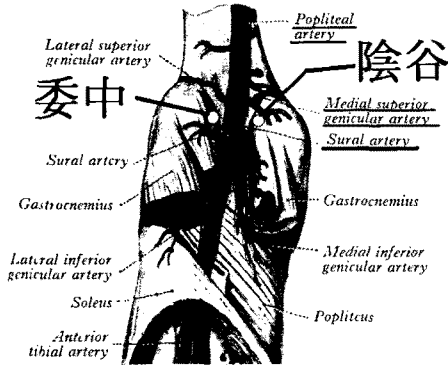 Popliteal
artery
Lateral superior
genicular artery
陰谷
委中
Medial superior
genicular artery
Sural artery
Sural artery
Gastrocnemius
Gastrocnemius
Lateral inferior
genicular artery
Medial inferior
genicular artery
Soleus
Popliteus
Anterior
tibial artery